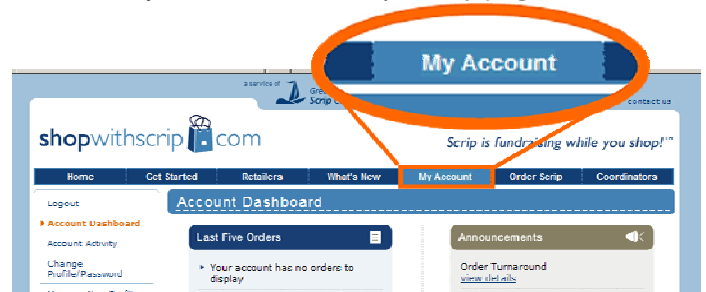 My Account
a service of
Scrip
contact us
shopwithscrip.com
Scrip is fundraising while you shop!™
Home Get Started Retailers What's New My Account Order Scrip Coordinators
Logout
Account Dashboard
Account Dashboard
Account Activity
Change
Profile/Password
Last Five Orders
Your account has no orders to
display
Announcements
Order Turnaround
view details